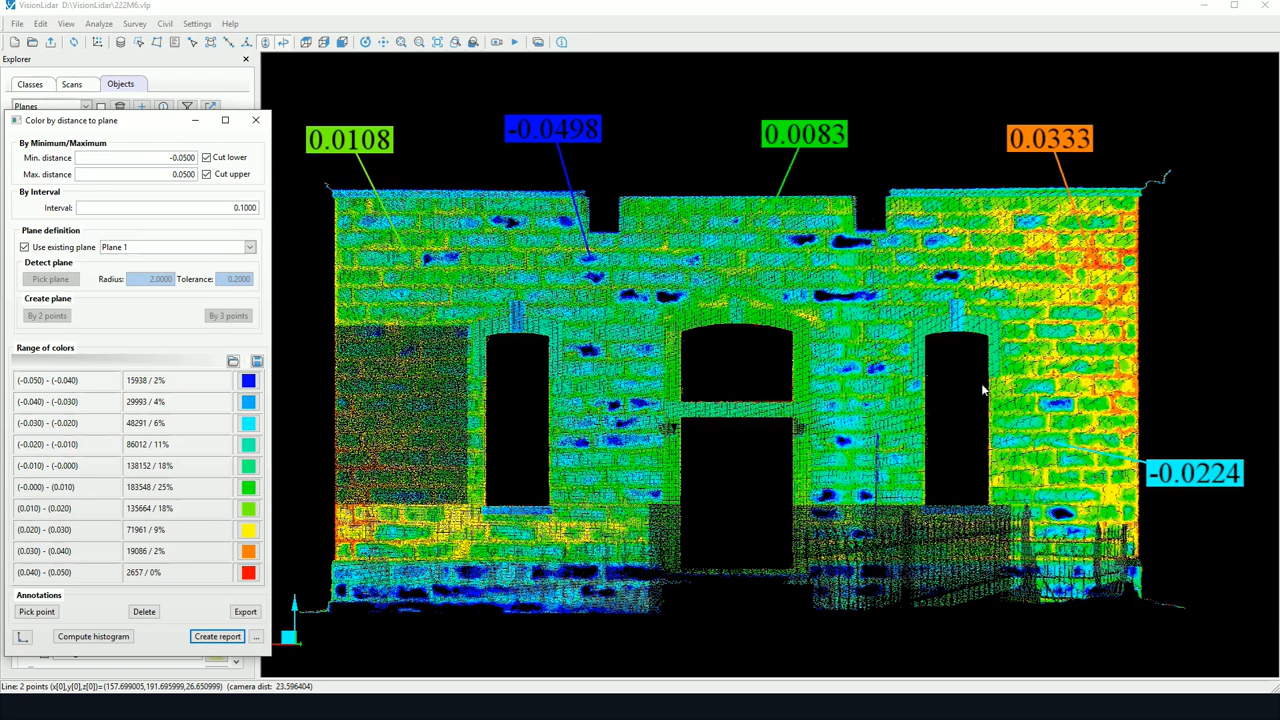 VisionLidar D:\VisionLidar\222M6.vlp
File Edit View Analyze Survey Civil Settings Help
Explorer
Classes Scans Objects
Planes
Color by distance to plane
By Minimum/Maximum
Min. distance -0.0500 Cut lower
Max. distance 0.0500 Cut upper
By Interval
Interval: 0.1000
Plane definition
Use existing plane Plane 1
Detect plane
Pick plane Radius: 2.0000 Tolerance: 0.2000
Create plane
By 2 points By 3 points
Range of colors
(-0.050) - (-0.040) 15938 / 2%
(-0.040) - (-0.030) 29993 / 4%
(-0.030) - (-0.020) 48291 / 6%
(-0.020) - (-0.010) 86012 / 11%
(-0.010) - (-0.000) 138152 / 18%
(-0.000) - (0.010) 183548 / 25%
(0.010) - (0.020) 135664 / 18%
(0.020) - (0.030) 71961 / 9%
(0.030) - (0.040) 19086 / 2%
(0.040) - (0.050) 2657 / 0%
Annotations
Pick point Delete Export
Compute histogram Create report ...
0.0108
-0.0498
0.0083
0.0333
-0.0224
Line: 2 points (x[0],y[0],z[0])=(157.699005,191.695999,26.650999) (camera dist: 23.596404)